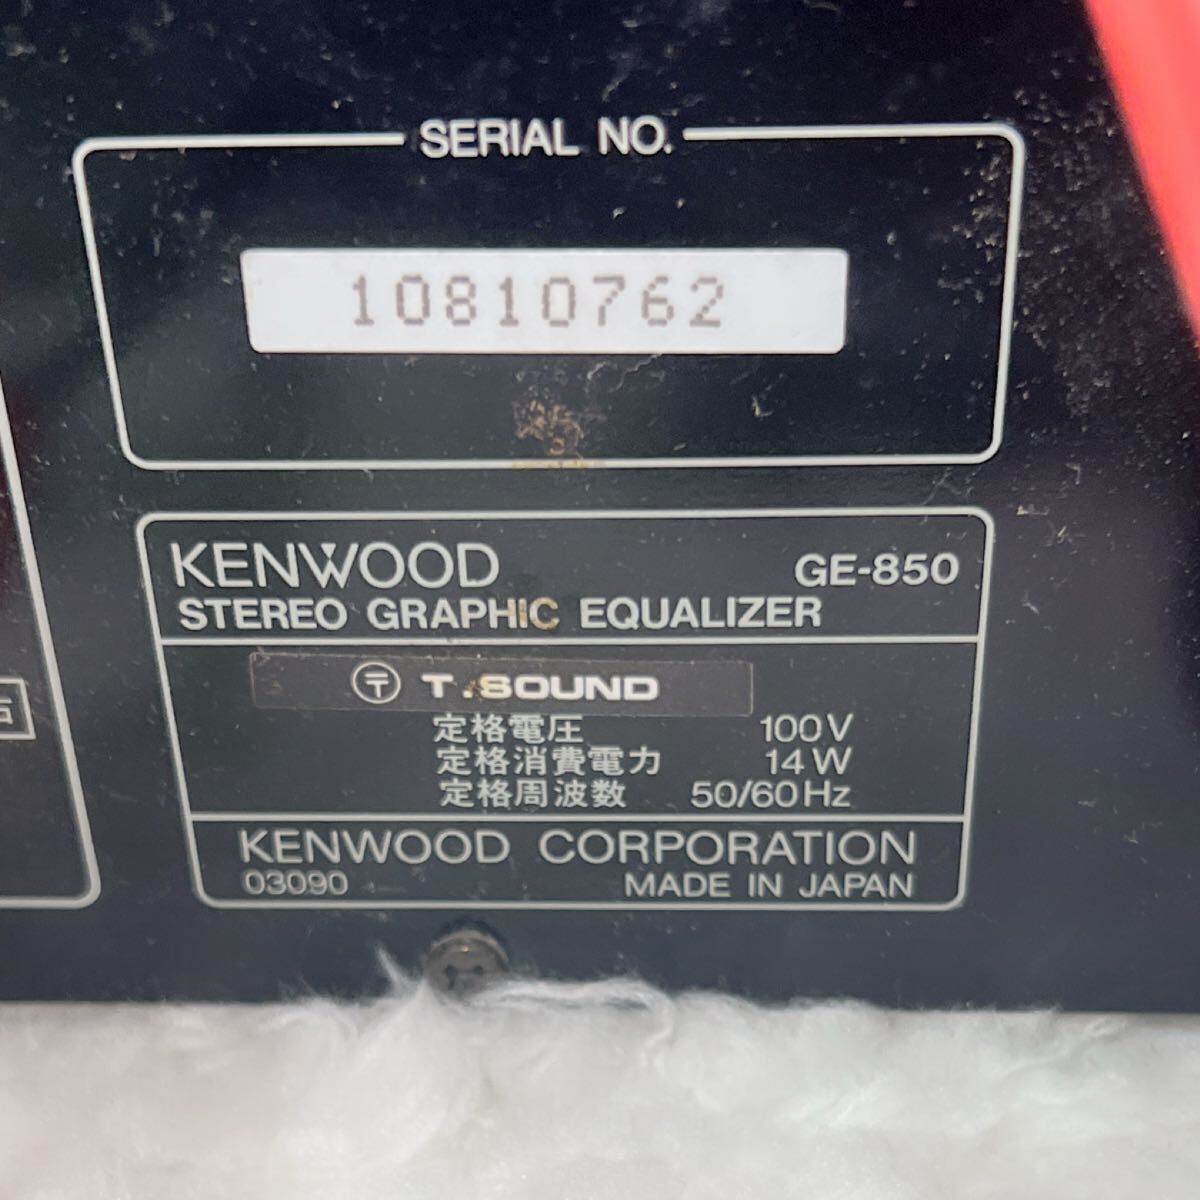 SERIAL NO.
10810762
KENWOOD GE-850
STEREO GRAPHIC EQUALIZER
〶 T.SOUND
定格電圧 100V
定格消費電力 14W
定格周波数 50/60Hz
KENWOOD CORPORATION
03090 MADE IN JAPAN